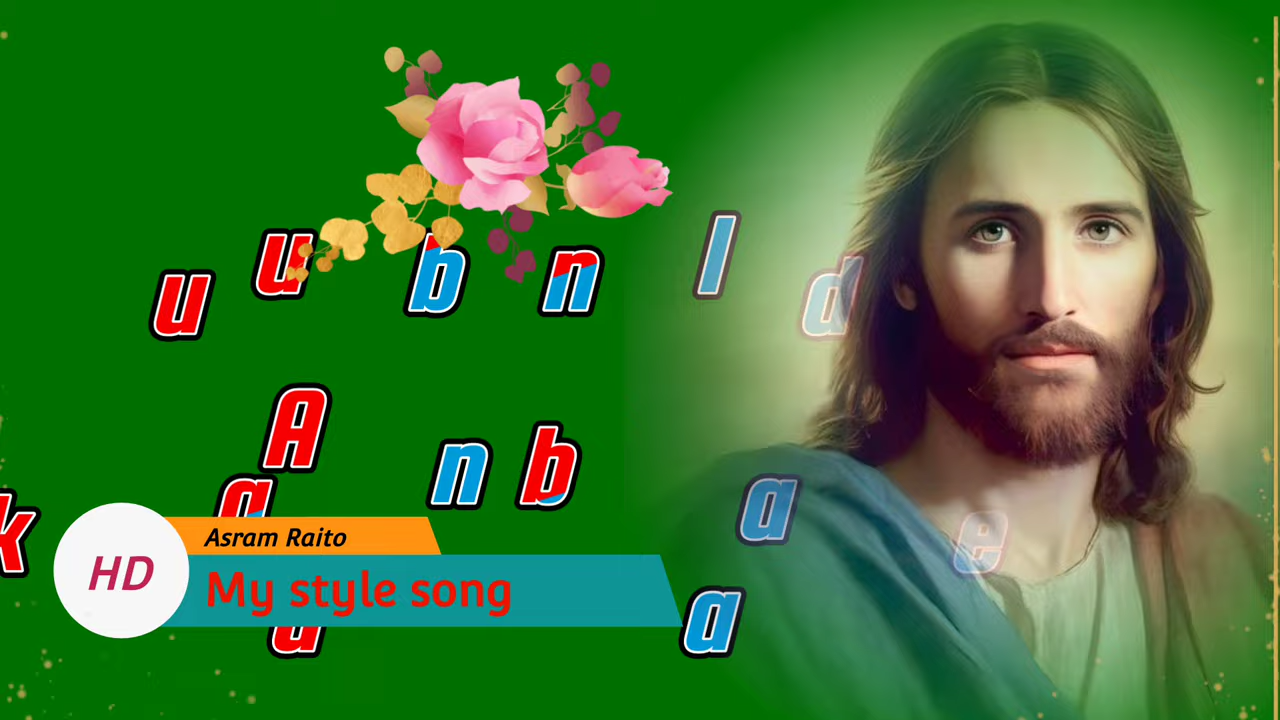 u u b n l d
A n b
k a a e
HD
Asram Raito
My style song
a a